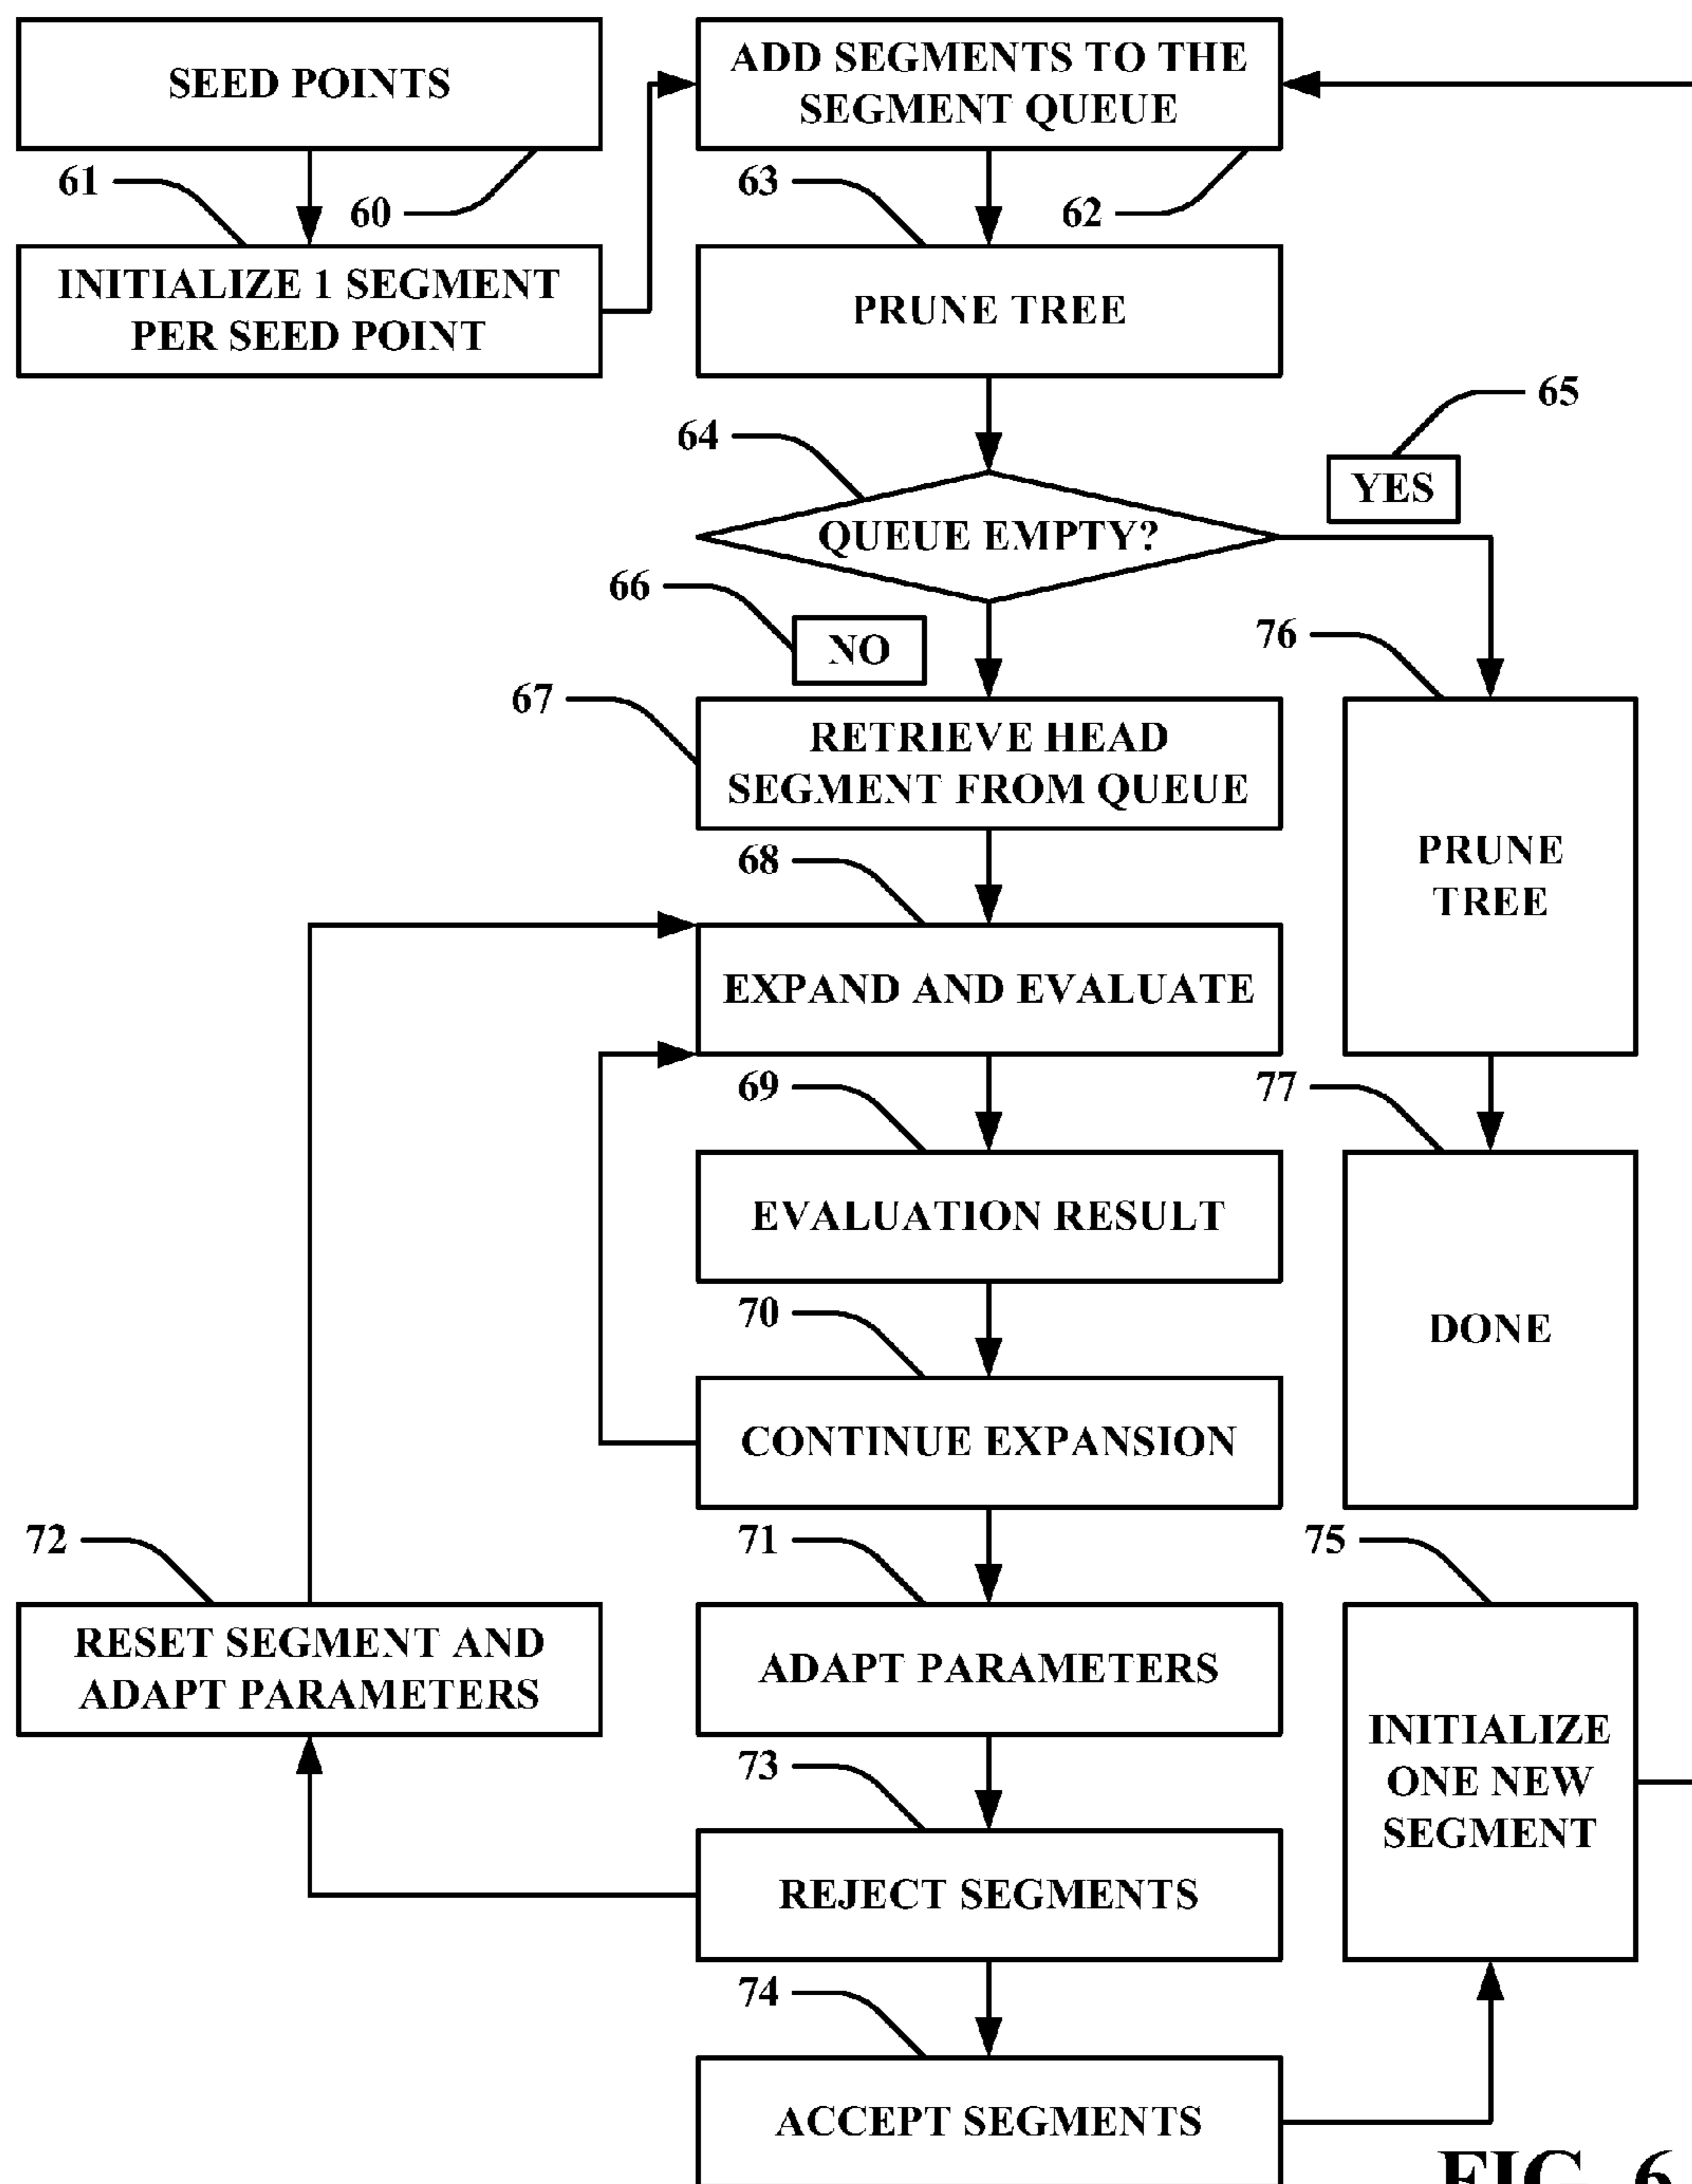 SEED POINTS
ADD SEGMENTS TO THE
SEGMENT QUEUE
61
60
63
62
INITIALIZE 1 SEGMENT
PER SEED POINT
PRUNE TREE
65
64
YES
QUEUE EMPTY?
66
NO
76
67
RETRIEVE HEAD
SEGMENT FROM QUEUE
PRUNE
TREE
68
EXPAND AND EVALUATE
69
77
EVALUATION RESULT
70
DONE
CONTINUE EXPANSION
72
71
75
RESET SEGMENT AND
ADAPT PARAMETERS
ADAPT PARAMETERS
INITIALIZE
ONE NEW
SEGMENT
73
REJECT SEGMENTS
74
ACCEPT SEGMENTS
FIG. 6